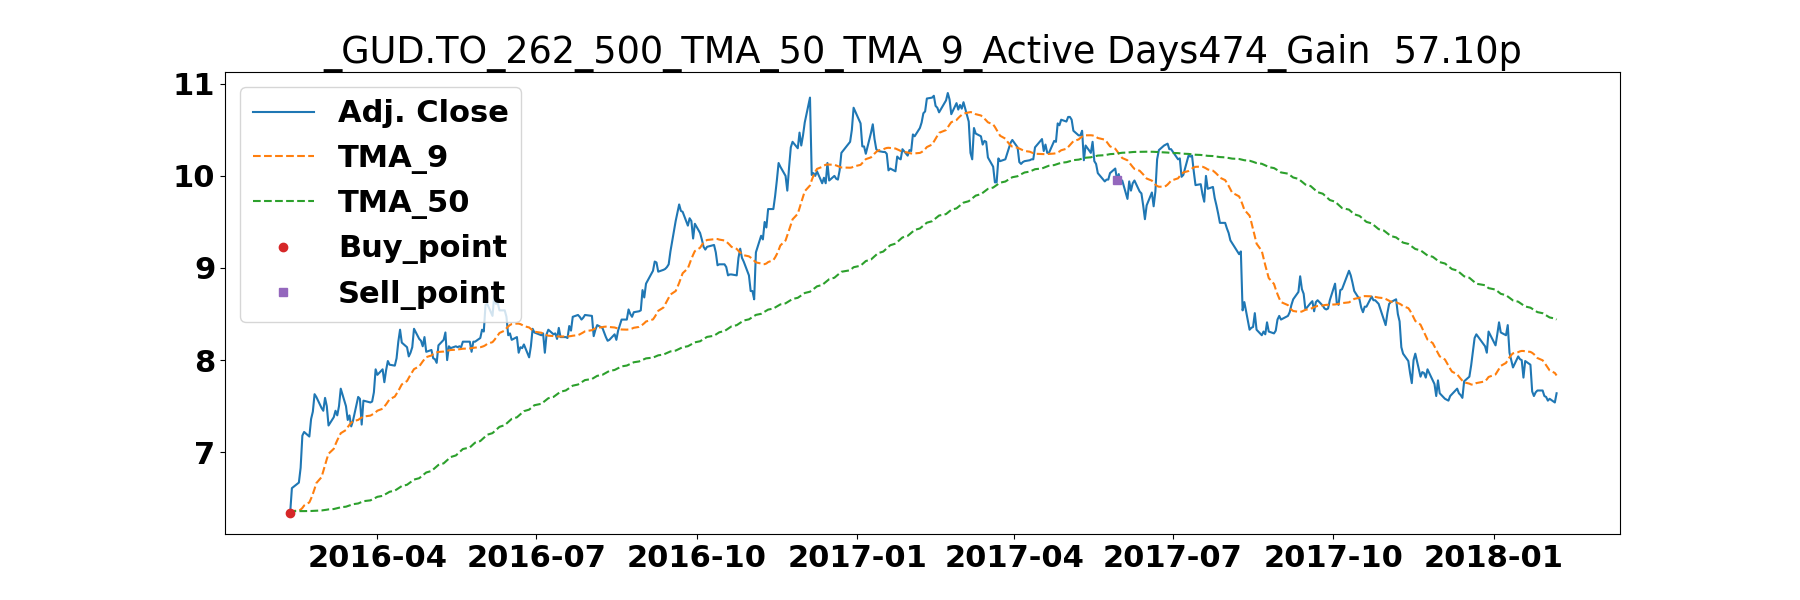 _GUD.TO_262_500_TMA_50_TMA_9_Active Days474_Gain  57.10p
11
10
9
8
7
Adj. Close
TMA_9
TMA_50
Buy_point
Sell_point
2016-04 2016-07 2016-10 2017-01 2017-04 2017-07 2017-10 2018-01